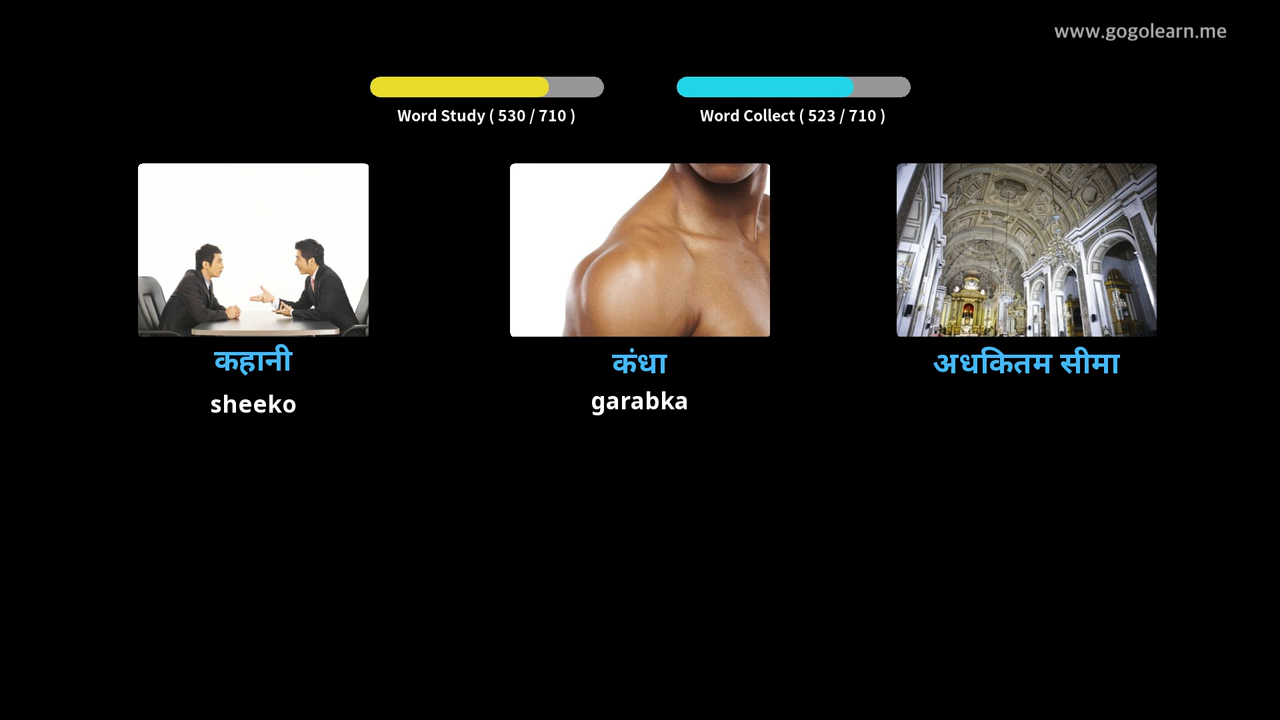 www.gogolearn.me
Word Study ( 530 / 710 )
Word Collect ( 523 / 710 )
कहानी
कंधा
अधकितम सीमा
sheeko
garabka